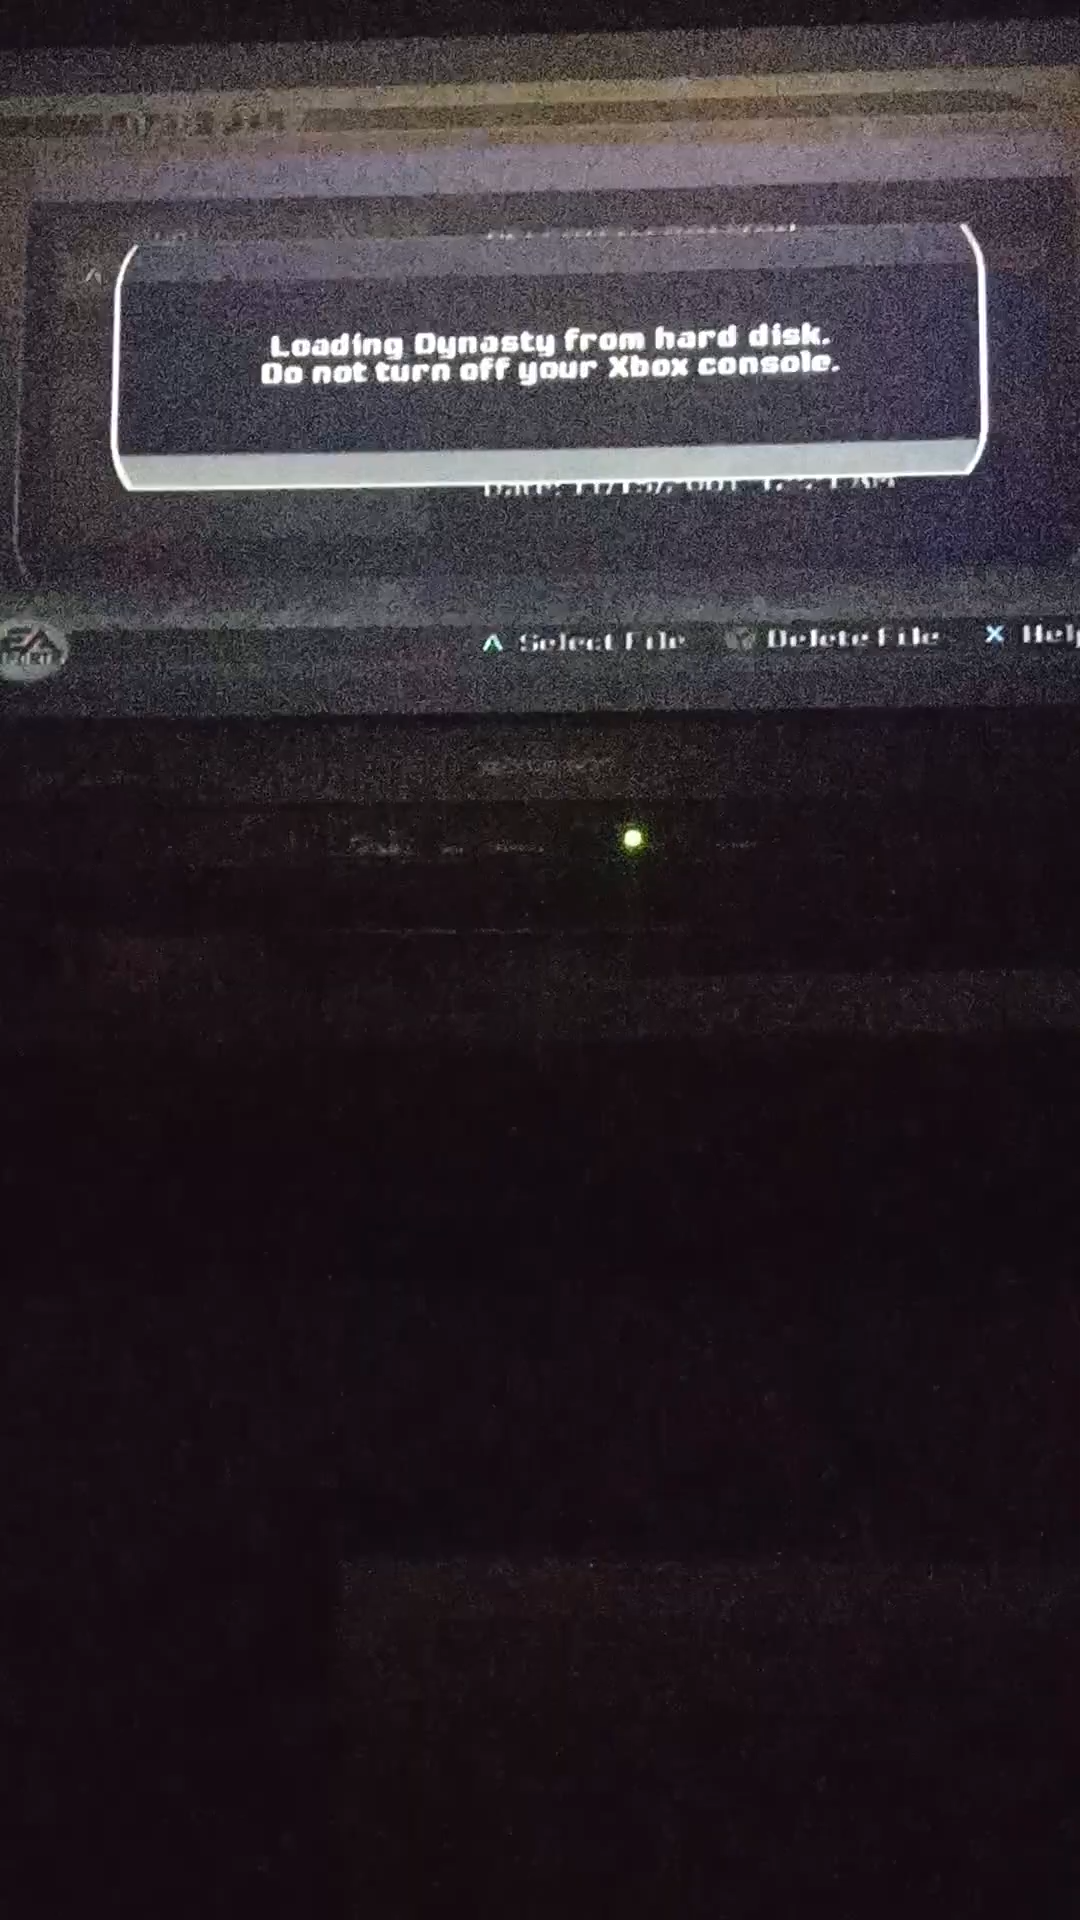 Loading Dynasty from hard disk.
Do not turn off your Xbox console.
A Select File Delete File X Help